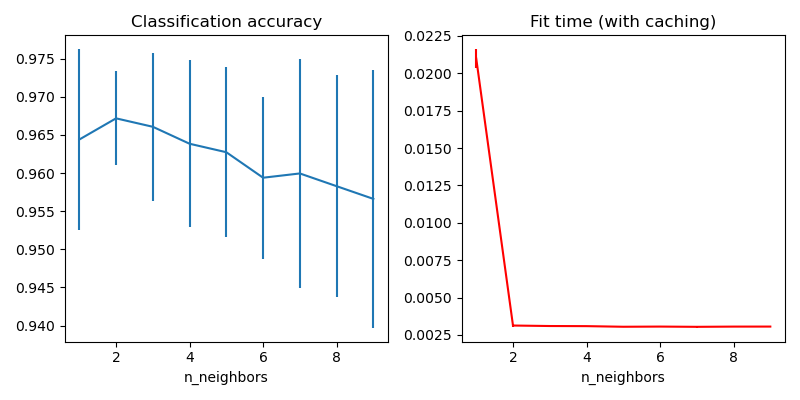 Classification accuracy
0.975
0.970
0.965
0.960
0.955
0.950
0.945
0.940
2 4 6 8
n_neighbors
Fit time (with caching)
0.0225
0.0200
0.0175
0.0150
0.0125
0.0100
0.0075
0.0050
0.0025
2 4 6 8
n_neighbors